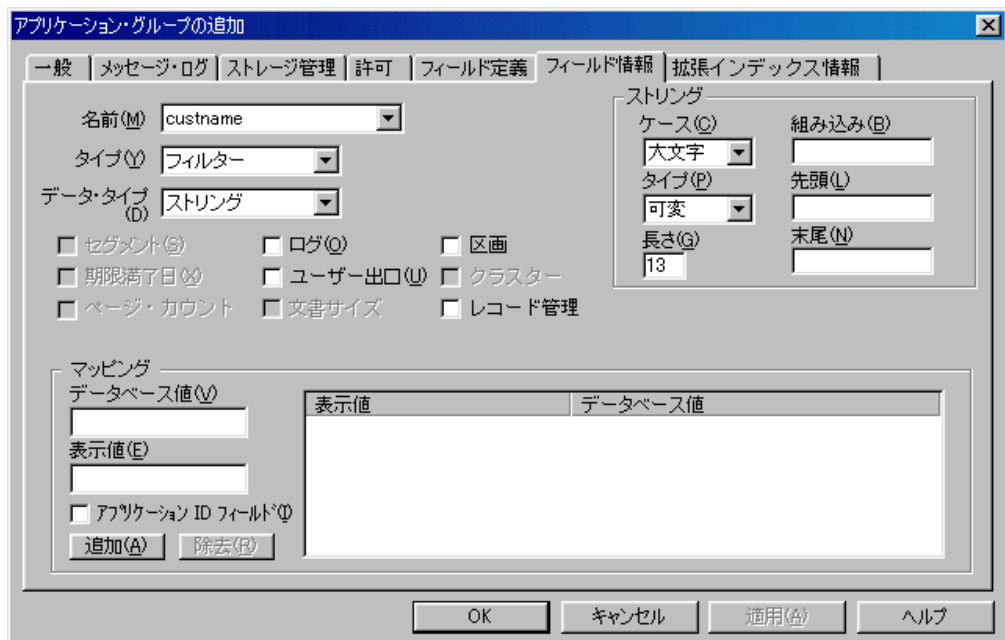 アプリケーション・グループの追加
一般 メッセージ・ログ ストレージ管理 許可 フィールド定義 フィールド情報 拡張インデックス情報
名前(M) custname
タイプ(Y) フィルター
データ・タイプ(D) ストリング
セグメント(S) ログ(O) 区画
期限満了日(X) ユーザー出口(U) クラスター
ページ・カウント 文書サイズ レコード管理
ストリング
ケース(C) 組み込み(B)
大文字
タイプ(P) 先頭(L)
可変
長さ(G) 末尾(N)
13
マッピング
データベース値(V)
表示値 データベース値
表示値(E)
アプリケーション ID フィールド(I)
追加(A) 除去(R)
OK キャンセル 適用(A) ヘルプ